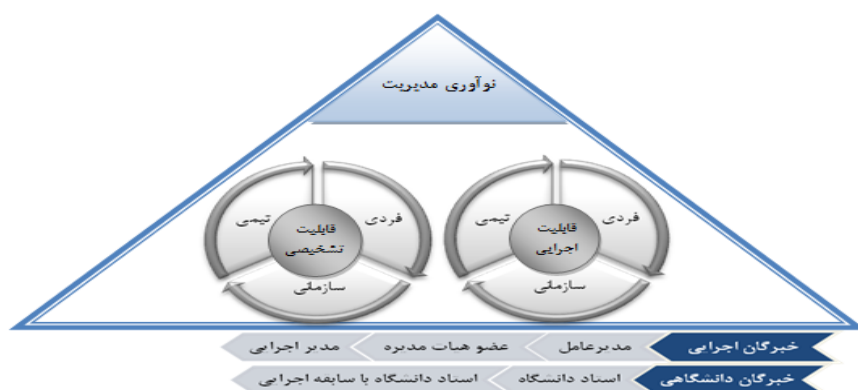 نوآوری مدیریت
فردی
تیمی
قابلیت
اجرایی
سازمانی
فردی
تیمی
قابلیت
تشخیصی
سازمانی
خبرگان اجرایی مدیرعامل عضو هیات مدیره مدیر اجرایی
خبرگان دانشگاهی استاد دانشگاه استاد دانشگاه با سابقه اجرایی